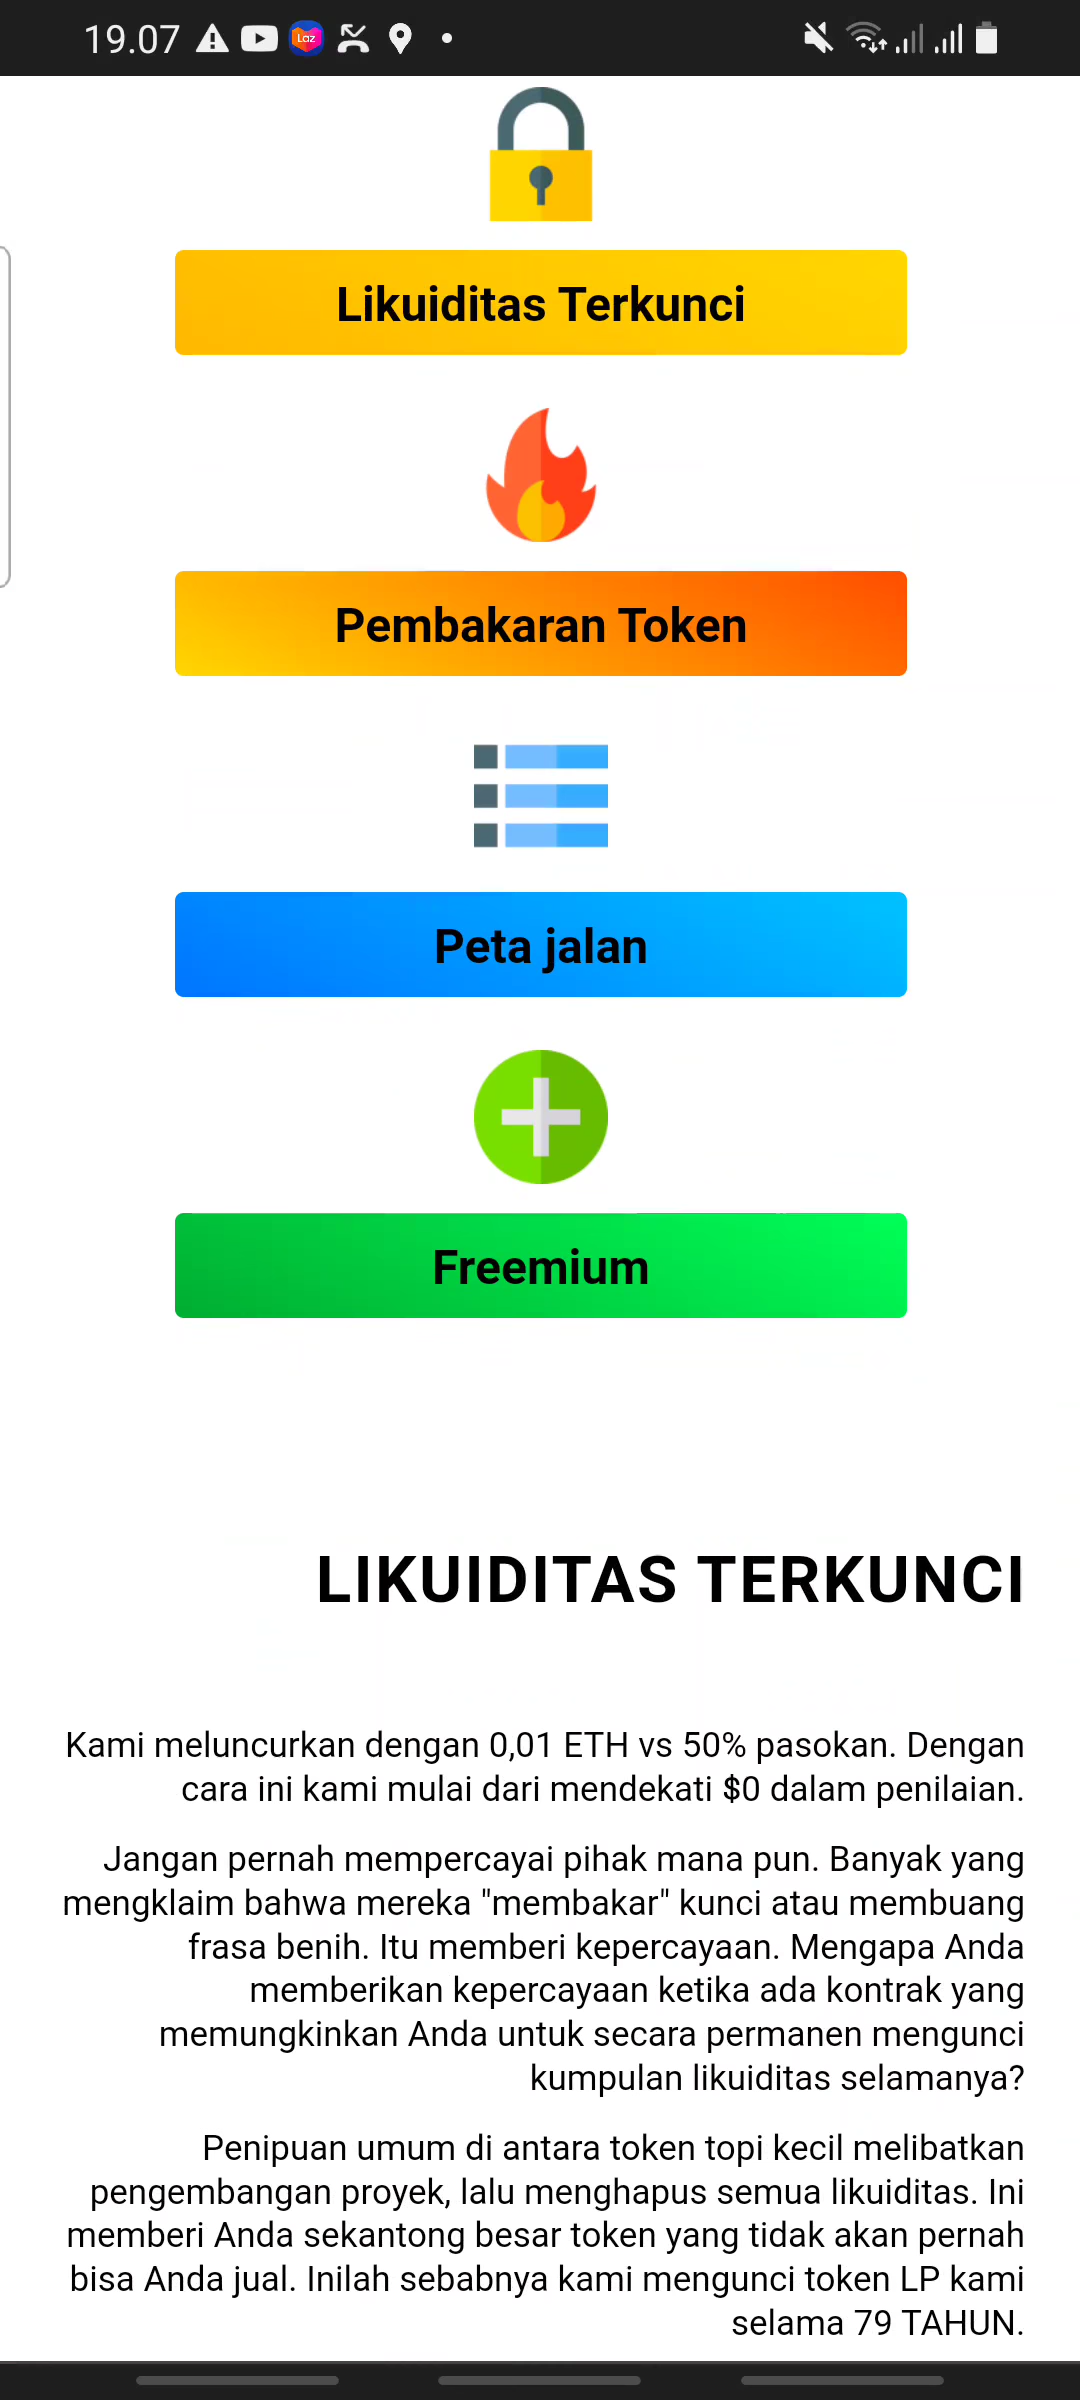 19.07
Laz
Likuiditas Terkunci
Pembakaran Token
Peta jalan
Freemium
LIKUIDITAS TERKUNCI
Kami meluncurkan dengan 0,01 ETH vs 50% pasokan. Dengan
cara ini kami mulai dari mendekati $0 dalam penilaian.
Jangan pernah mempercayai pihak mana pun. Banyak yang
mengklaim bahwa mereka "membakar" kunci atau membuang
frasa benih. Itu memberi kepercayaan. Mengapa Anda
memberikan kepercayaan ketika ada kontrak yang
memungkinkan Anda untuk secara permanen mengunci
kumpulan likuiditas selamanya?
Penipuan umum di antara token topi kecil melibatkan
pengembangan proyek, lalu menghapus semua likuiditas. Ini
memberi Anda sekantong besar token yang tidak akan pernah
bisa Anda jual. Inilah sebabnya kami mengunci token LP kami
selama 79 TAHUN.